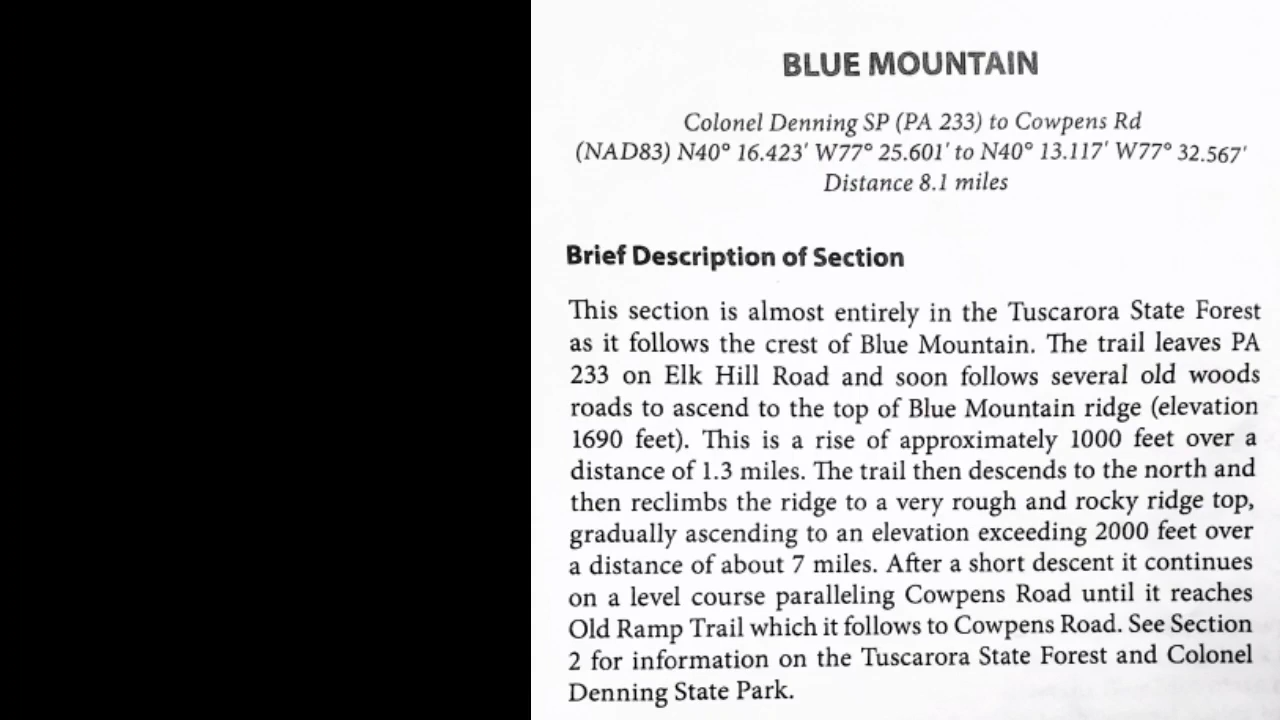 BLUE MOUNTAIN
Colonel Denning SP (PA 233) to Cowpens Rd
(NAD83) N40° 16.423' W77° 25.601' to N40° 13.117' W77° 32.567'
Distance 8.1 miles
Brief Description of Section
This section is almost entirely in the Tuscarora State Forest
as it follows the crest of Blue Mountain. The trail leaves PA
233 on Elk Hill Road and soon follows several old woods
roads to ascend to the top of Blue Mountain ridge (elevation
1690 feet). This is a rise of approximately 1000 feet over a
distance of 1.3 miles. The trail then descends to the north and
then reclimbs the ridge to a very rough and rocky ridge top,
gradually ascending to an elevation exceeding 2000 feet over
a distance of about 7 miles. After a short descent it continues
on a level course paralleling Cowpens Road until it reaches
Old Ramp Trail which it follows to Cowpens Road. See Section
2 for information on the Tuscarora State Forest and Colonel
Denning State Park.